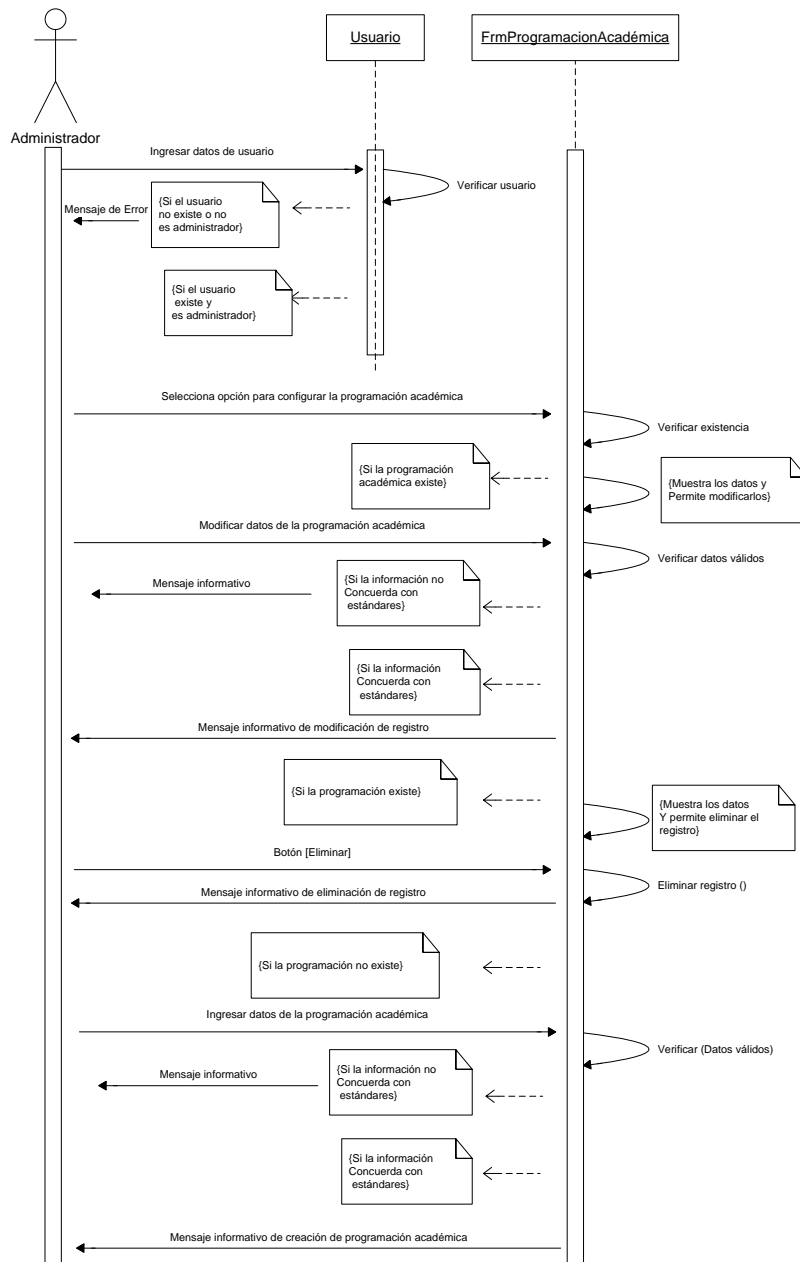 Usuario
FrmProgramacionAcadémica
Administrador
Ingresar datos de usuario
Verificar usuario
Mensaje de Error
{Si el usuario
no existe o no
es administrador}
{Si el usuario
existe y
es administrador}
Selecciona opción para configurar la programación académica
Verificar existencia
{Si la programación
académica existe}
{Muestra los datos y
Permite modificarlos}
Modificar datos de la programación académica
Verificar datos válidos
Mensaje informativo
{Si la información no
Concuerda con
estándares}
{Si la información
Concuerda con
estándares}
Mensaje informativo de modificación de registro
{Si la programación existe}
{Muestra los datos
Y permite eliminar el
registro}
Botón [Eliminar]
Eliminar registro ()
Mensaje informativo de eliminación de registro
{Si la programación no existe}
Ingresar datos de la programación académica
Verificar (Datos válidos)
Mensaje informativo
{Si la información no
Concuerda con
estándares}
{Si la información
Concuerda con
estándares}
Mensaje informativo de creación de programación académica